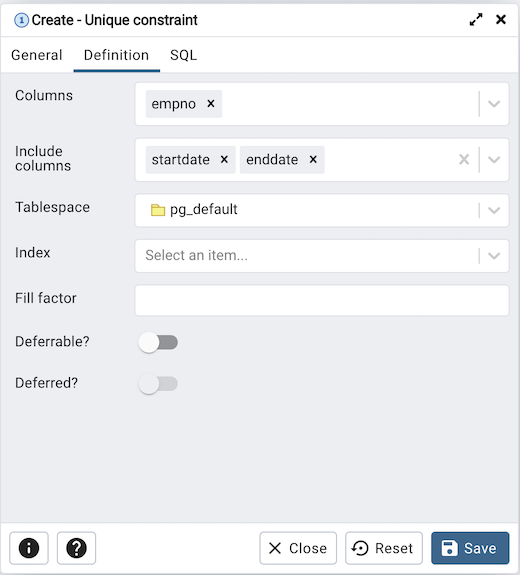 1 Create - Unique constraint
General Definition SQL
Columns empno
Include
columns startdate enddate
Tablespace pg_default
Index Select an item...
Fill factor
Deferrable?
Deferred?
Close Reset Save